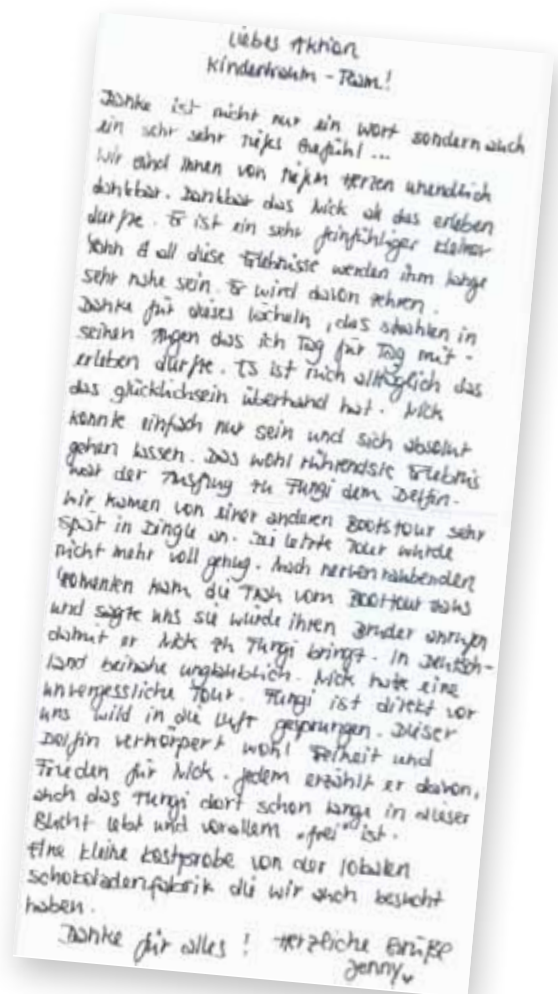 Liebes Aktion
Kindertraum - Team!
Danke ist nicht nur ein Wort sondern auch
ein sehr sehr tiefes Gefühl ...
Wir sind Ihnen von tiefem Herzen unendlich
dankbar. Dankbar das Nick all das erleben
durfte. Er ist ein sehr feinfühliger kleiner
Sohn & all diese Erlebnisse werden ihm lange
sehr nahe sein. Er wird davon zehren.
Danke für dieses lächeln, das strahlen in
seinen Augen das ich Tag für Tag mit-
erleben durfte. Es ist nich alltäglich das
das glücklichsein überhand hat. Nick
konnte einfach nur sein und sich absolut
gehen lassen. Das wohl rührendste Erlebnis
war der Ausflug zu Fungi dem Delfin.
Wir kamen von einer anderen Bootstour sehr
spät in Dingle an. Die letzte Tour wurde
nicht mehr voll genug. Nach nervenraubenden
Momenten kam die Frau vom Boottour Haus
und sagte uns sie würde ihren Bruder anrufen
damit er Nick zu Fungi bringt. In Deutsch-
land beinahe unglaublich. Nick hatte eine
unvergessliche Tour. Fungi ist direkt vor
uns wild in die Luft gesprungen. Dieser
Delfin verkörpert wohl Freiheit und
Frieden für Nick. Jedem erzählt er davon,
auch das Fungi dort schon lange in dieser
Bucht lebt und vorallem "frei" ist.
Eine kleine Kostprobe von der lokalen
schokoladenfabrik die wir auch besucht
haben.
Danke für alles! Herzliche Grüße
Jenny